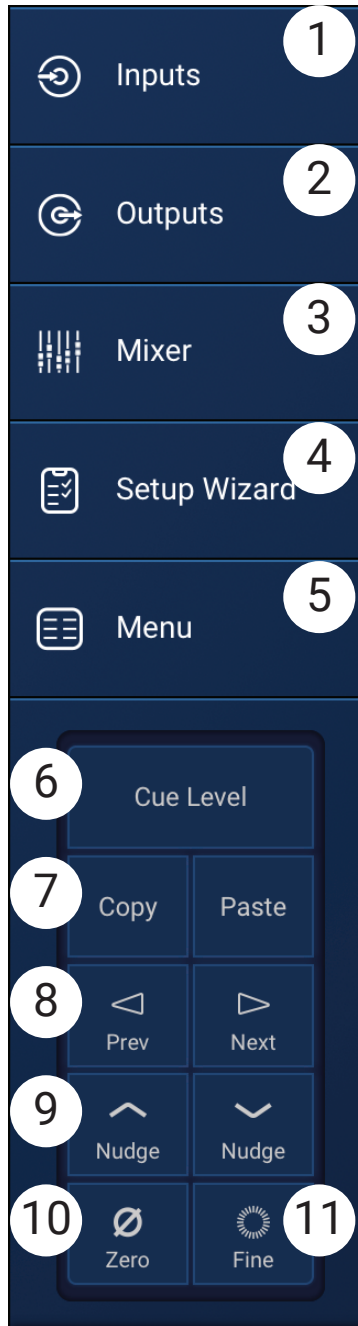 1
Inputs
2
Outputs
3
Mixer
4
Setup Wizard
5
Menu
6
Cue Level
7
Copy Paste
8
Prev Next
9
Nudge Nudge
10 11
Zero Fine